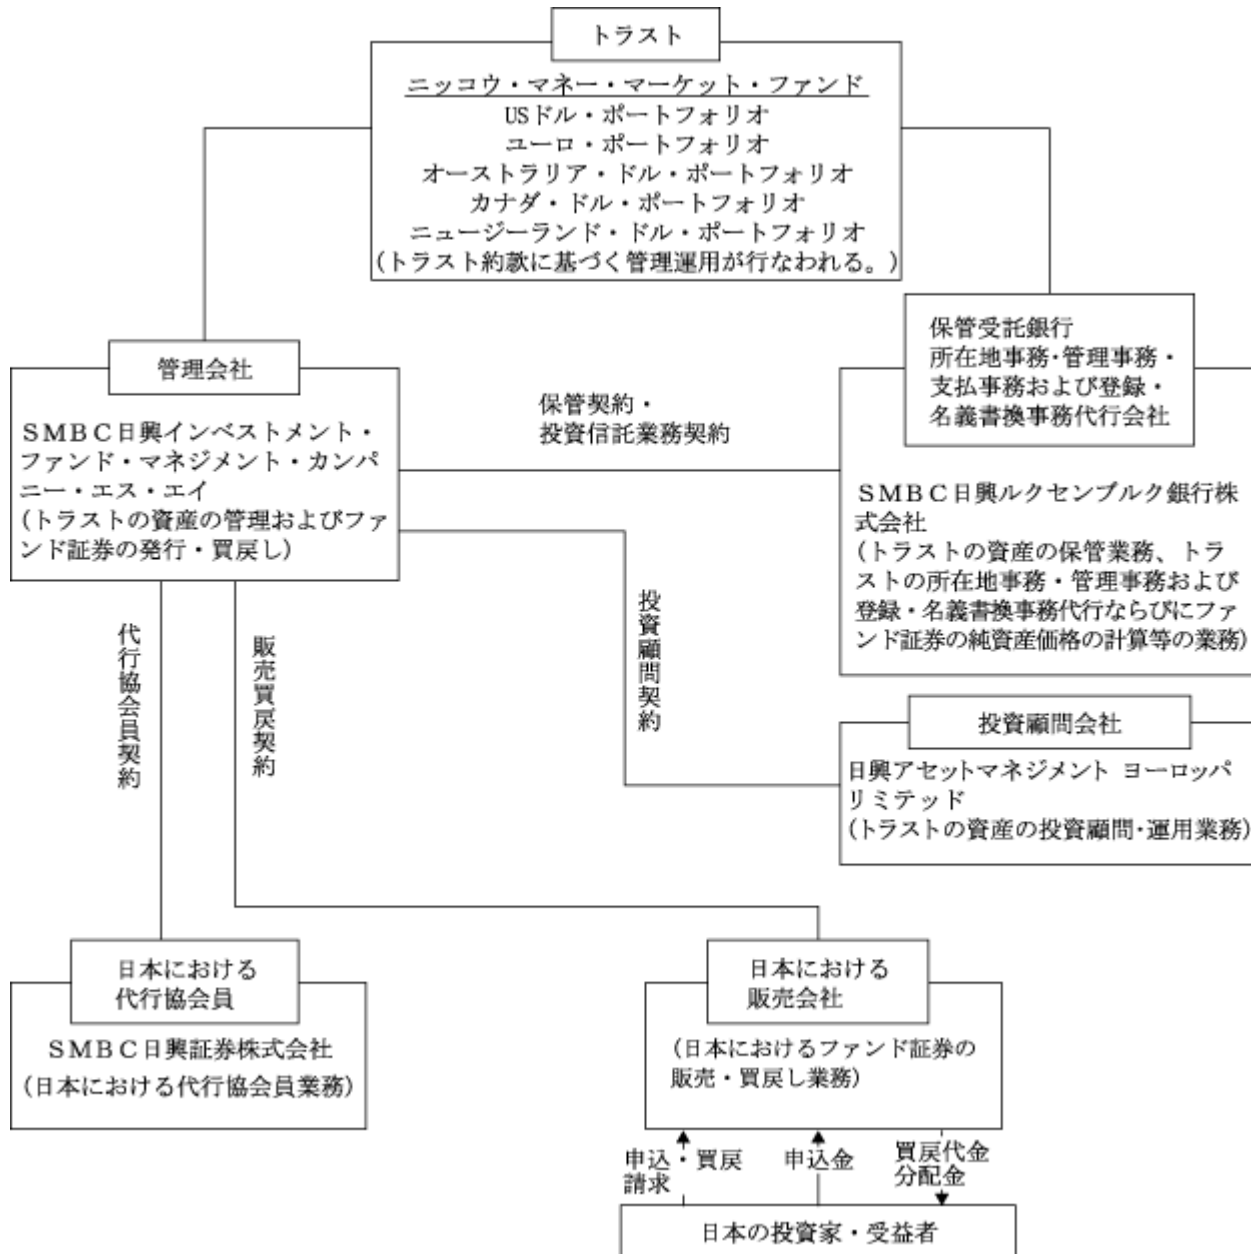 トラスト
ニッコウ・マネー・マーケット・ファンド
USドル・ポートフォリオ
ユーロ・ポートフォリオ
オーストラリア・ドル・ポートフォリオ
カナダ・ドル・ポートフォリオ
ニュージーランド・ドル・ポートフォリオ
(トラスト約款に基づく管理運用が行なわれる。)
管理会社
SMBC日興インベストメント・
ファンド・マネジメント・カンパ
ニー・エス・エイ
(トラストの資産の管理およびファ
ンド証券の発行・買戻し)
保管契約・
投資信託業務契約
保管受託銀行
所在地事務・管理事務・
支払事務および登録・
名義書換事務代行会社
SMBC日興ルクセンブルク銀行株
式会社
(トラストの資産の保管業務、トラ
ストの所在地事務・管理事務および
登録・名義書換事務代行ならびにファ
ンド証券の純資産価格の計算等の業務)
代行協会員契約
販売買戻契約
投資顧問契約
投資顧問会社
日興アセットマネジメント ヨーロッパ
リミテッド
(トラストの資産の投資顧問・運用業務)
日本における
代行協会員
SMBC日興証券株式会社
(日本における代行協会員業務)
日本における
販売会社
(日本におけるファンド証券の
販売・買戻し業務)
申込・買戻
請求
申込金
買戻代金
分配金
日本の投資家・受益者